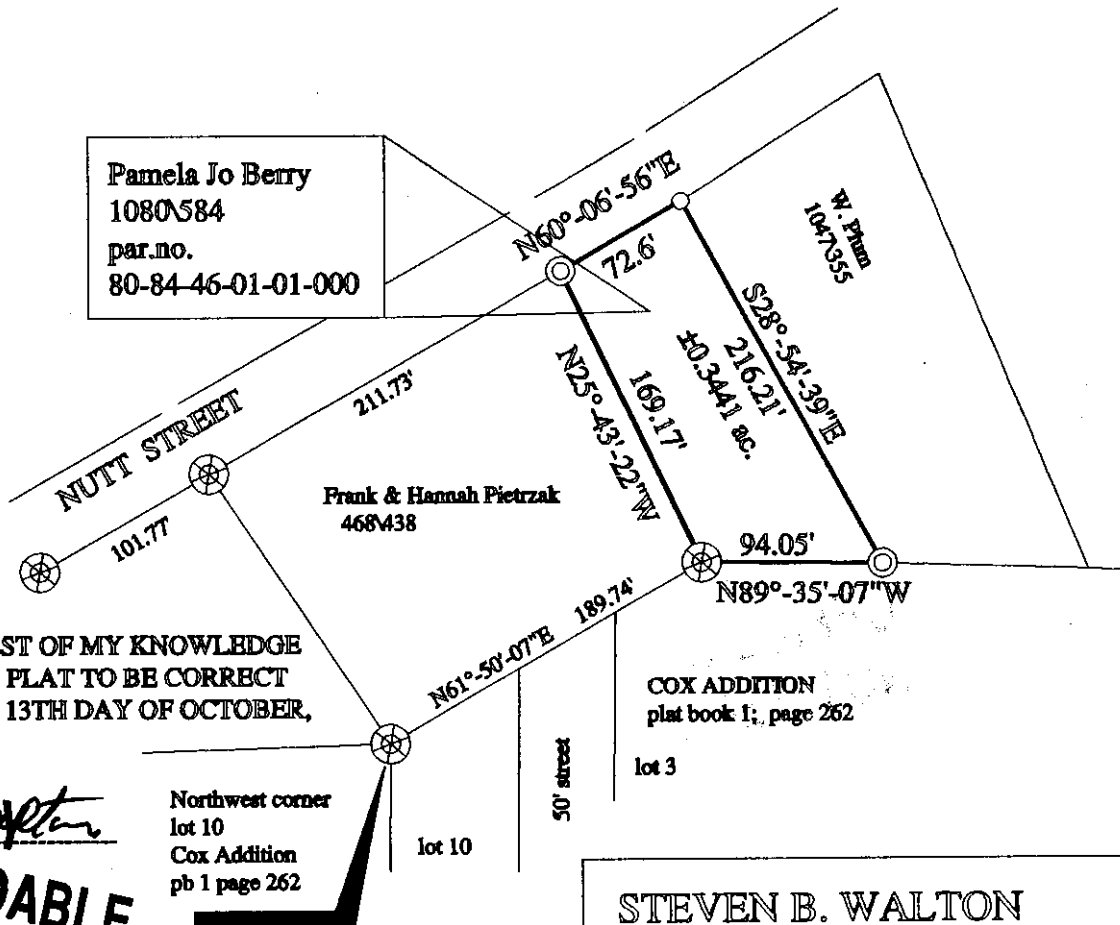 Pamela Jo Berry
1080\584
par.no.
80-84-46-01-01-000
N60°-06'-56"E
72.6'
W. Plum
1047\355
S28°-54'-39"E
216.21'
±0.3441 ac.
169.17'
N25°-43'-22"W
211.73'
NUTT STREET
101.77'
Frank & Hannah Pietrzak
468\438
94.05'
N89°-35'-07"W
N61°-50'-07"E 189.74'
ST OF MY KNOWLEDGE
PLAT TO BE CORRECT
13TH DAY OF OCTOBER,
COX ADDITION
plat book 1; page 262
lot 3
50' street
Northwest corner
lot 10
Cox Addition
pb 1 page 262
lot 10
DABLE
STEVEN B. WALTON